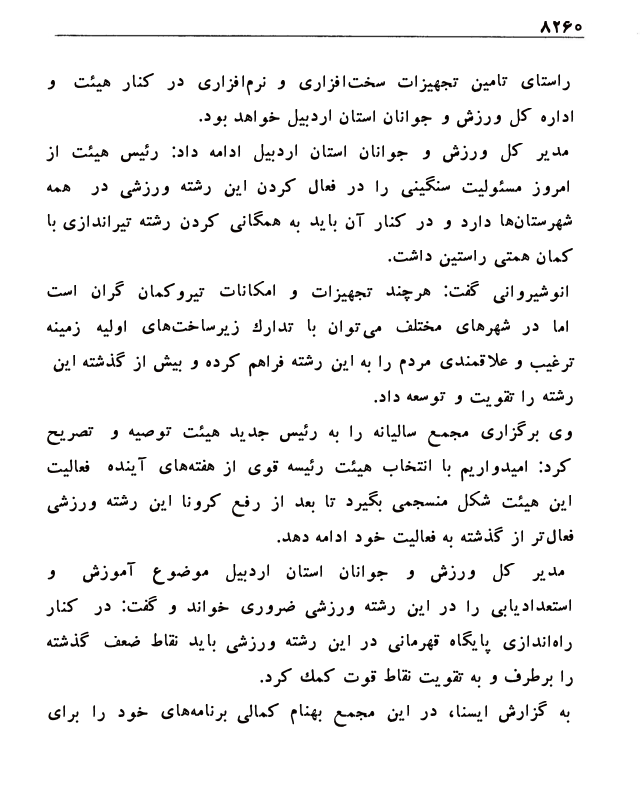 ۸۲۶۰
راستای تامین تجهیزات سخت‌افزاری و نرم‌افزاری در کنار هیئت و
اداره کل ورزش و جوانان استان اردبیل خواهد بود.
مدیر کل ورزش و جوانان استان اردبیل ادامه داد: رئیس هیئت از
امروز مسئولیت سنگینی را در فعال کردن این رشته ورزشی در همه
شهرستان‌ها دارد و در کنار آن باید به همگانی کردن رشته تیراندازی با
کمان همتی راستین داشت.
انوشیروانی گفت: هرچند تجهیزات و امکانات تیروکمان گران است
اما در شهرهای مختلف می‌توان با تدارك زیرساخت‌های اولیه زمینه
ترغیب و علاقمندی مردم را به این رشته فراهم کرده و بیش از گذشته این
رشته را تقویت و توسعه داد.
وی برگزاری مجمع سالیانه را به رئیس جدید هیئت توصیه و تصریح
کرد: امیدواریم با انتخاب هیئت رئیسه قوی از هفته‌های آینده فعالیت
این هیئت شکل منسجمی بگیرد تا بعد از رفع کرونا این رشته ورزشی
فعال‌تر از گذشته به فعالیت خود ادامه دهد.
مدیر کل ورزش و جوانان استان اردبیل موضوع آموزش و
استعدادیابی را در این رشته ورزشی ضروری خواند و گفت: در کنار
راه‌اندازی پایگاه قهرمانی در این رشته ورزشی باید نقاط ضعف گذشته
را برطرف و به تقویت نقاط قوت کمك کرد.
به گزارش ایسنا، در این مجمع بهنام کمالی برنامه‌های خود را برای